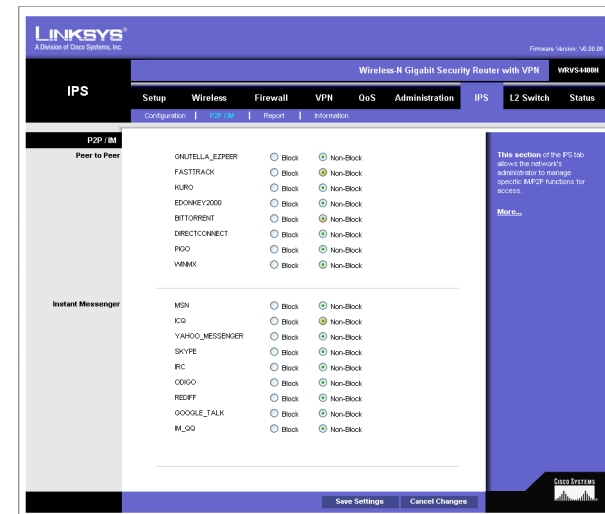 LINKSYS®
A Division of Cisco Systems, Inc.
Firmware Version: V0.00.06
Wireless-N Gigabit Security Router with VPN WRVS4400N
IPS
Setup Wireless Firewall VPN QoS Administration IPS L2 Switch Status
Configuration | P2P / IM | Report | Information
P2P / IM
Peer to Peer
GNUTELLA_EZPEER Block Non-Block
FASTTRACK Block Non-Block
KURO Block Non-Block
EDONKEY2000 Block Non-Block
BITTORRENT Block Non-Block
DIRECTCONNECT Block Non-Block
PIGO Block Non-Block
WINMX Block Non-Block
Instant Messenger
MSN Block Non-Block
ICQ Block Non-Block
YAHOO_MESSENGER Block Non-Block
SKYPE Block Non-Block
IRC Block Non-Block
ODIGO Block Non-Block
REDIFF Block Non-Block
GOOGLE_TALK Block Non-Block
IM_QQ Block Non-Block
This section of the IPS tab
allows the network's
administrator to manage
specific IM/P2P functions for
access.
More...
Save Settings Cancel Changes
CISCO SYSTEMS